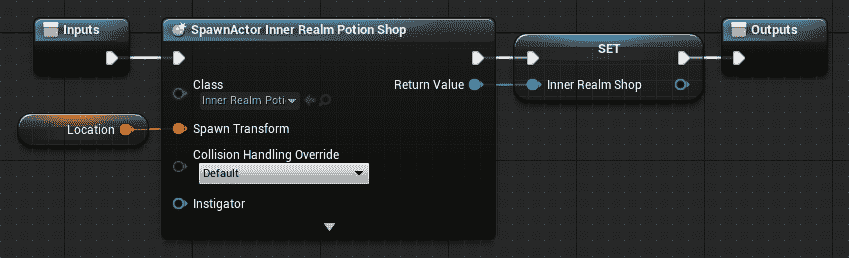 Inputs
SpawnActor Inner Realm Potion Shop
SET
Outputs
Class
Inner Realm Poti
Return Value
Inner Realm Shop
Location
Spawn Transform
Collision Handling Override
Default
Instigator